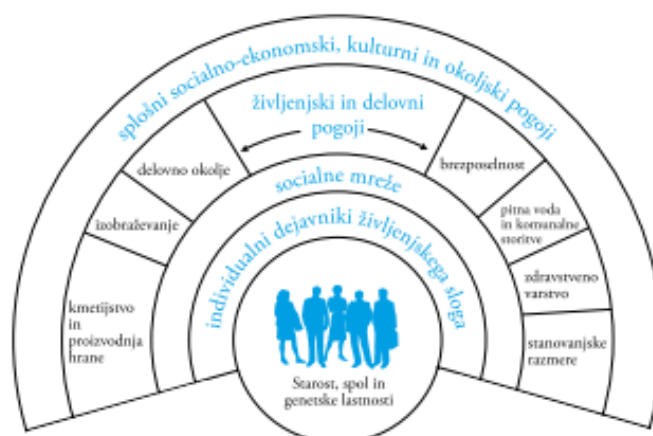 splošni socialno-ekonomski, kulturni in okoljski pogoji
življenjski in delovni
pogoji
delovno okolje
brezposelnost
socialne mreže
izobraževanje
pitna voda
in komunalne
storitve
individualni dejavniki življenjskega sloga
zdravstveno
varstvo
kmetijstvo
in
proizvodnja
hrane
stanovanjske
razmere
Starost, spol in
genetske lastnosti